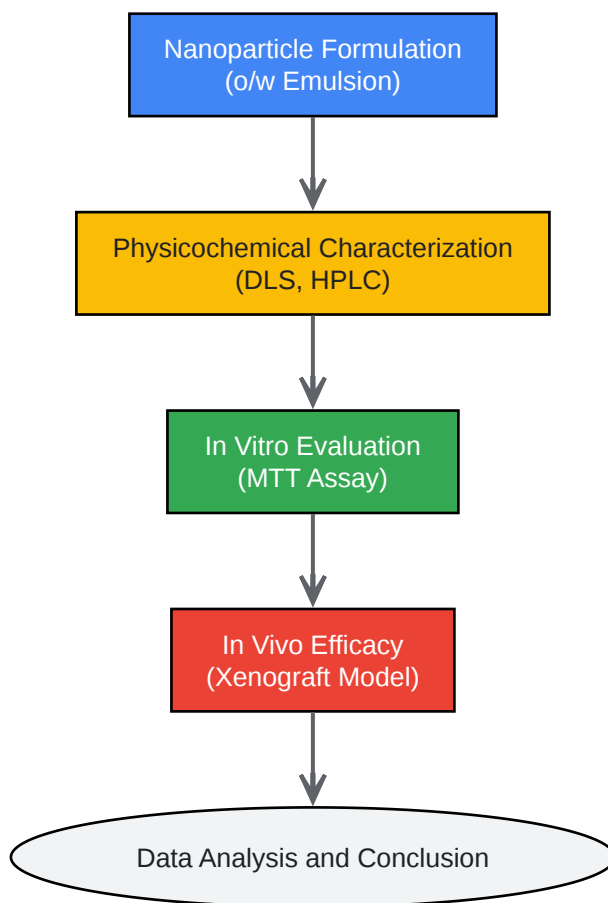 Nanoparticle Formulation
(o/w Emulsion)
Physicochemical Characterization
(DLS, HPLC)
In Vitro Evaluation
(MTT Assay)
In Vivo Efficacy
(Xenograft Model)
Data Analysis and Conclusion